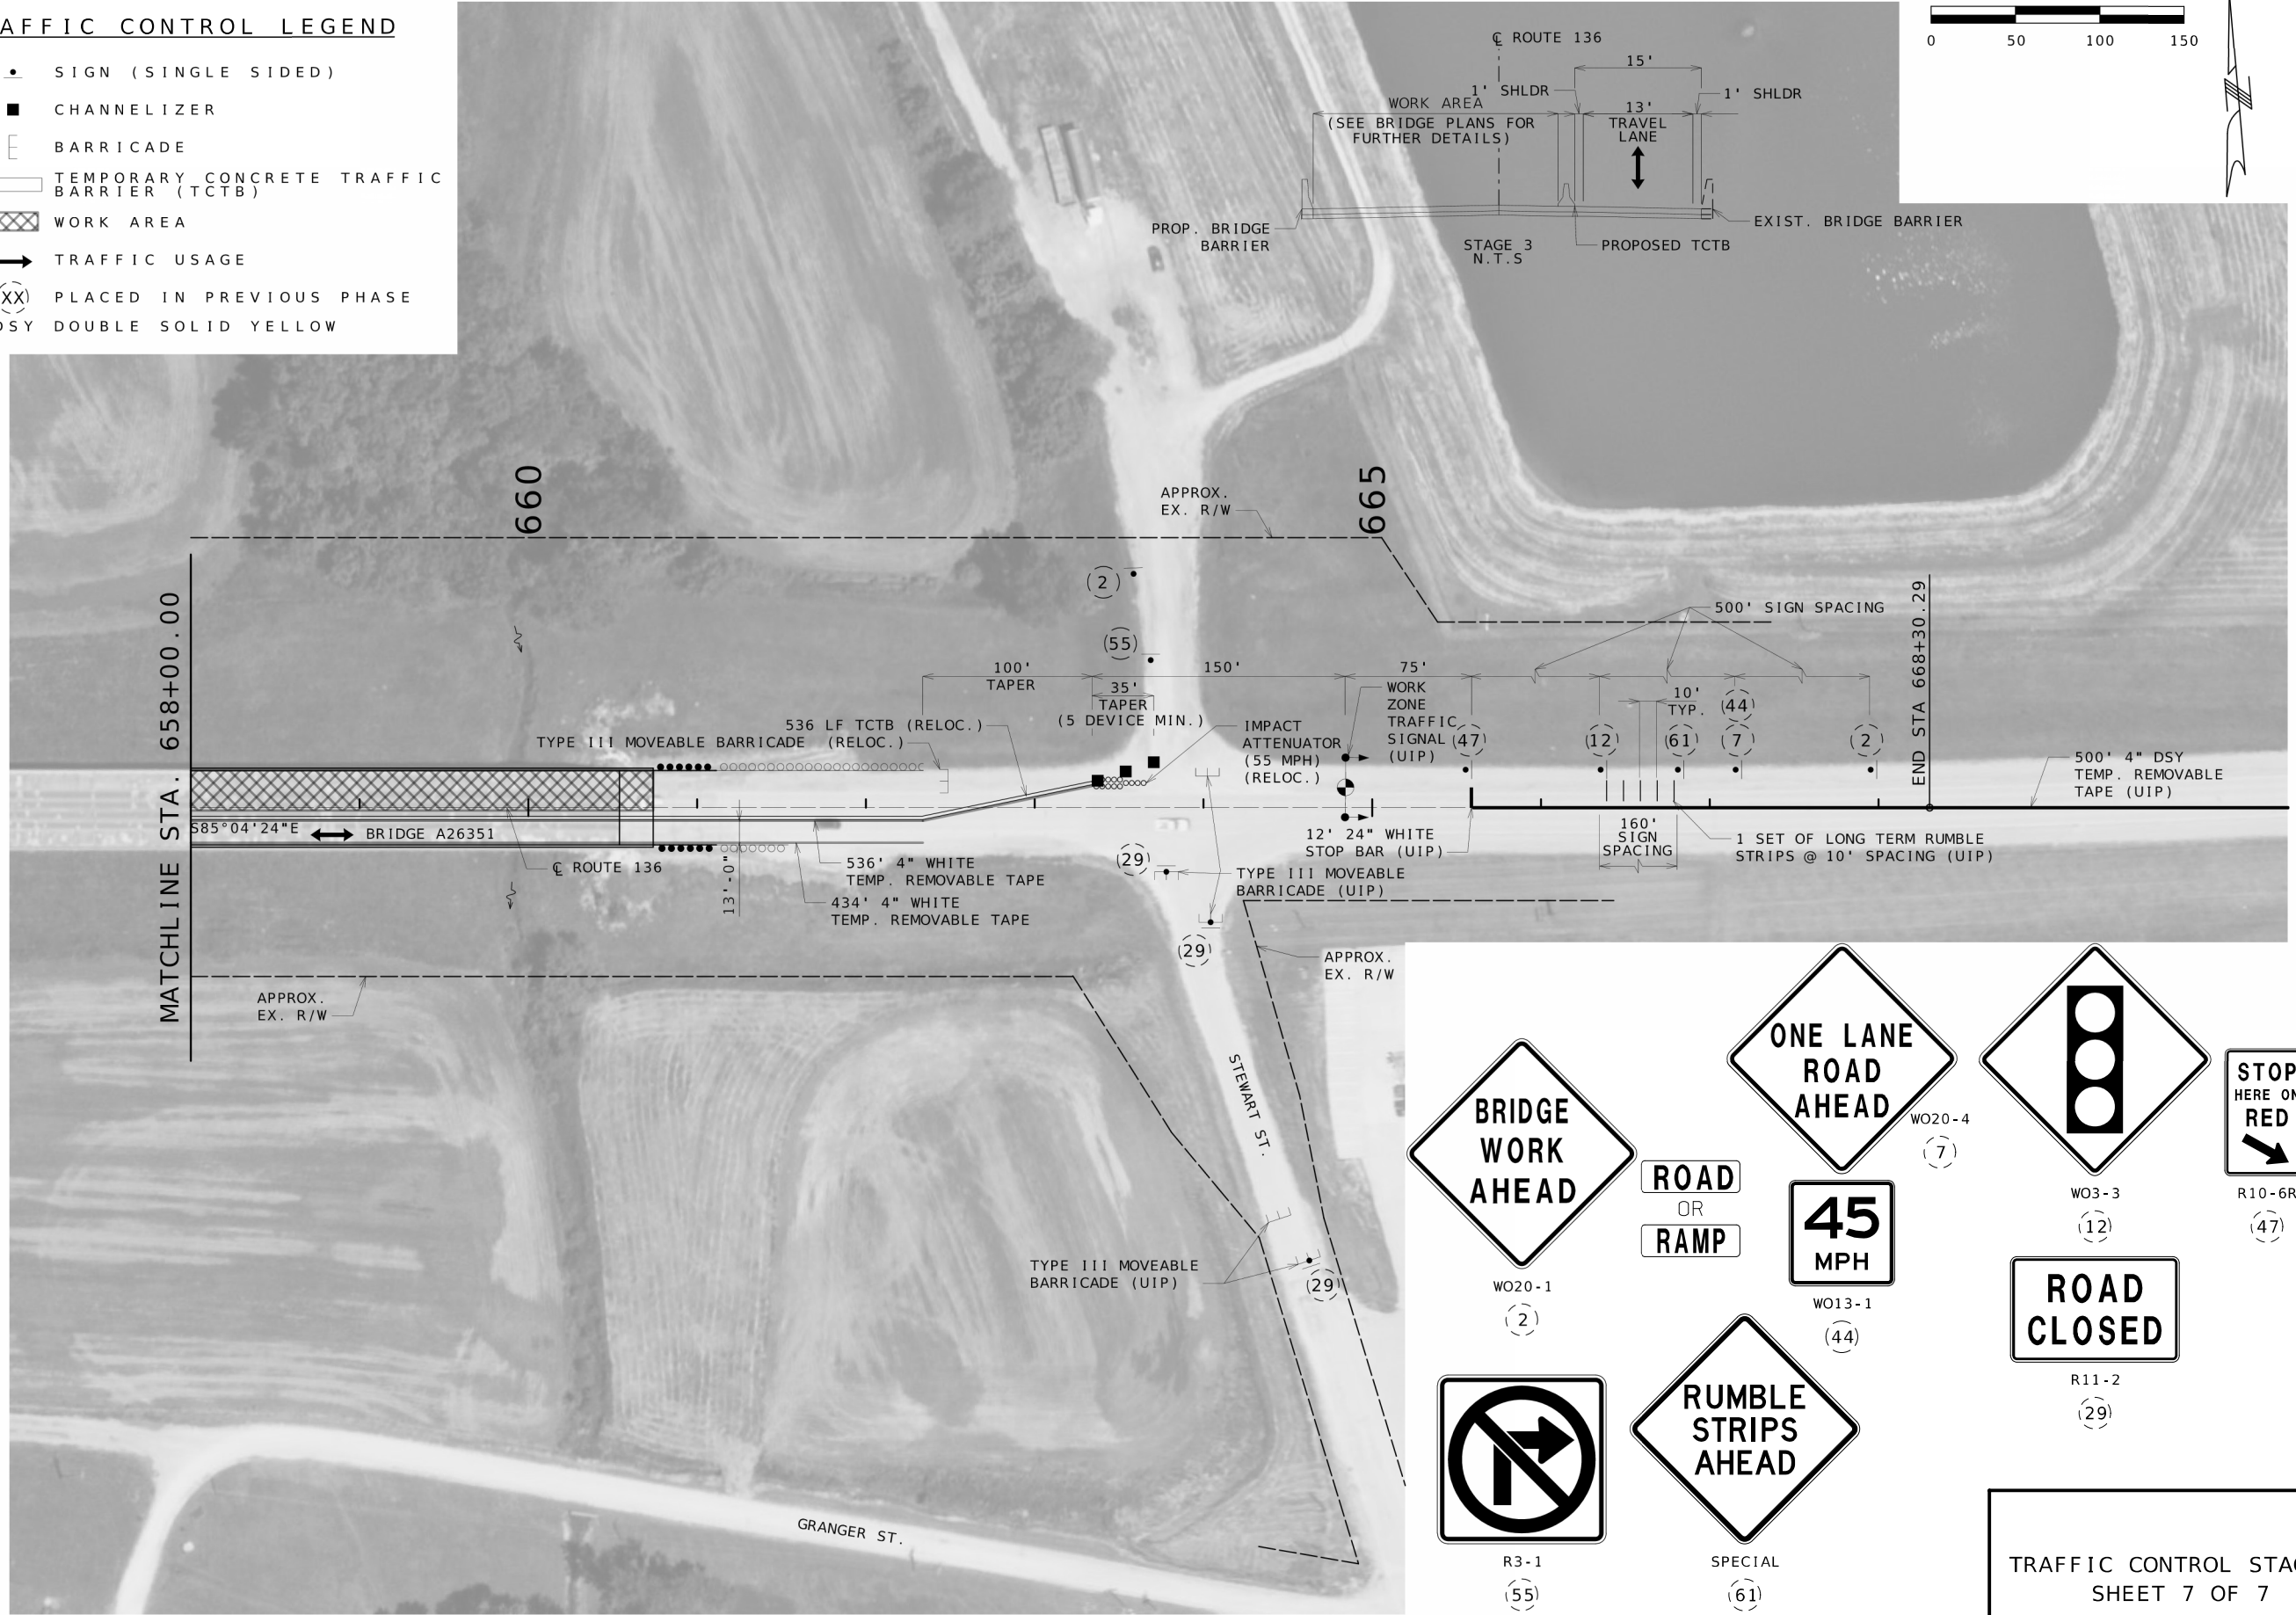 AFFIC CONTROL LEGEND
SIGN (SINGLE SIDED)
CHANNELIZER
BARRICADE
TEMPORARY CONCRETE TRAFFIC
BARRIER (TCTB)
WORK AREA
TRAFFIC USAGE
XX PLACED IN PREVIOUS PHASE
DSY DOUBLE SOLID YELLOW
℄ ROUTE 136
15'
1' SHLDR
1' SHLDR
WORK AREA
(SEE BRIDGE PLANS FOR
FURTHER DETAILS)
13'
TRAVEL
LANE
PROP. BRIDGE
BARRIER
EXIST. BRIDGE BARRIER
STAGE 3
N.T.S
PROPOSED TCTB
0 50 100 150
660
665
APPROX.
EX. R/W
2
55
MATCHLINE STA. 658+00.00
END STA 668+30.29
500' SIGN SPACING
100'
TAPER
150'
75'
35'
TAPER
(5 DEVICE MIN.)
WORK
ZONE
TRAFFIC
SIGNAL
(UIP)
10'
TYP.
44
47
12
61
7
2
536 LF TCTB (RELOC.)
TYPE III MOVEABLE BARRICADE (RELOC.)
IMPACT
ATTENUATOR
(55 MPH)
(RELOC.)
500' 4" DSY
TEMP. REMOVABLE
TAPE (UIP)
S85°04'24"E
BRIDGE A26351
℄ ROUTE 136
13'-0"
536' 4" WHITE
TEMP. REMOVABLE TAPE
434' 4" WHITE
TEMP. REMOVABLE TAPE
12' 24" WHITE
STOP BAR (UIP)
160'
SIGN
SPACING
1 SET OF LONG TERM RUMBLE
STRIPS @ 10' SPACING (UIP)
29
TYPE III MOVEABLE
BARRICADE (UIP)
29
APPROX.
EX. R/W
APPROX.
EX. R/W
STEWART ST.
TYPE III MOVEABLE
BARRICADE (UIP)
29
GRANGER ST.
BRIDGE
WORK
AHEAD
WO20-1
2
ROAD
OR
RAMP
ONE LANE
ROAD
AHEAD
WO20-4
7
45
MPH
WO13-1
44
WO3-3
12
STOP
HERE ON
RED
R10-6R
47
ROAD
CLOSED
R11-2
29
R3-1
55
RUMBLE
STRIPS
AHEAD
SPECIAL
61
TRAFFIC CONTROL STAG
SHEET 7 OF 7